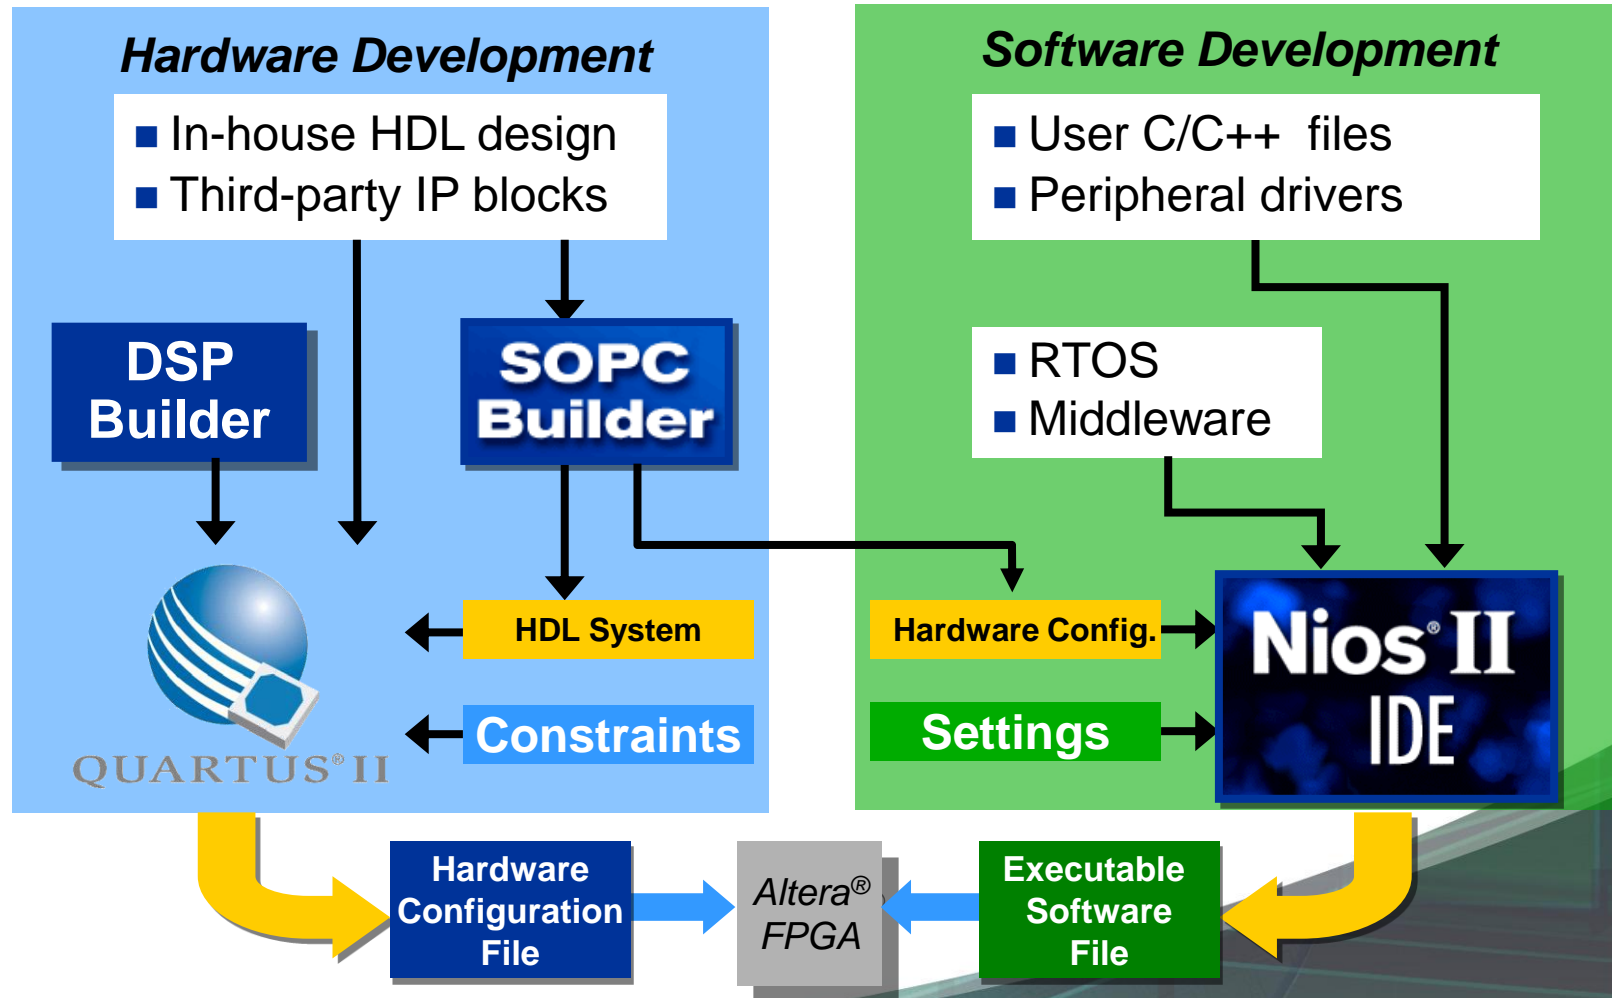 Hardware Development
In-house HDL design
Third-party IP blocks
DSP
Builder
SOPC
Builder
HDL System
Constraints
QUARTUS® II
Software Development
User C/C++ files
Peripheral drivers
RTOS
Middleware
Hardware Config.
Settings
Nios® II
IDE
Hardware
Configuration
File
Altera®
FPGA
Executable
Software
File